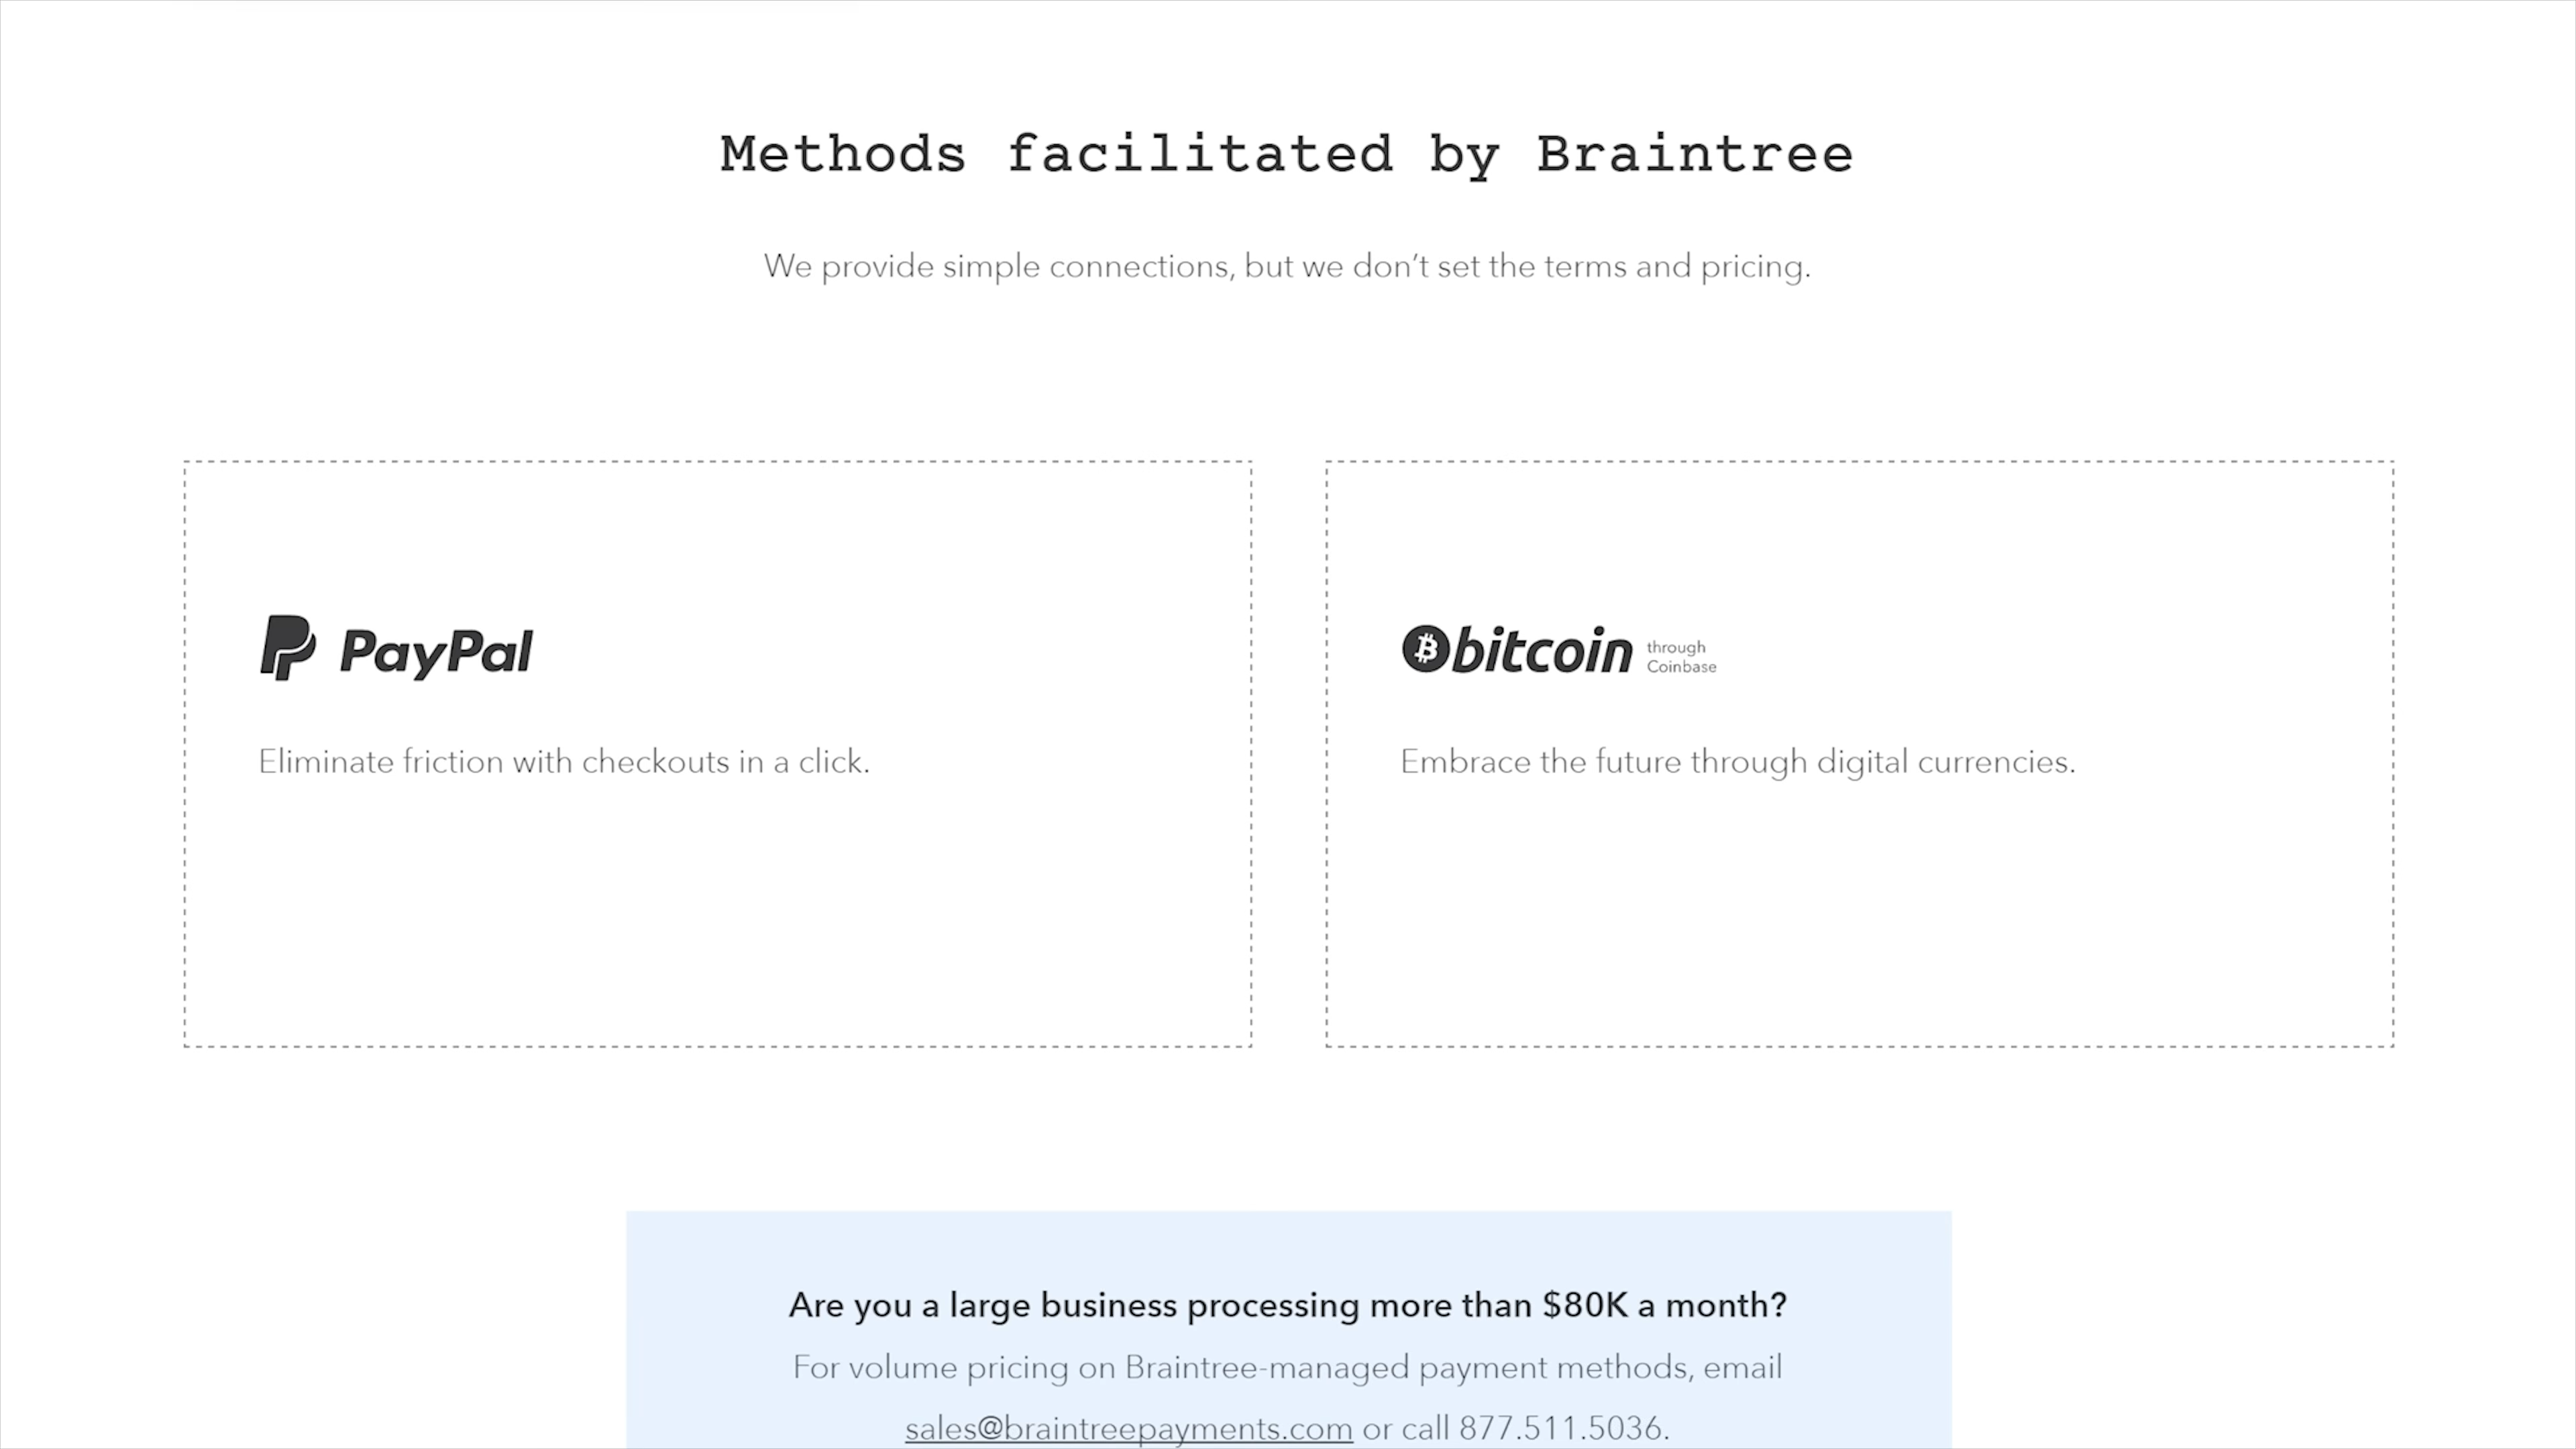 Methods facilitated by Braintree
We provide simple connections, but we don’t set the terms and pricing.
PayPal
Eliminate friction with checkouts in a click.
bitcoin through
Coinbase
Embrace the future through digital currencies.
Are you a large business processing more than $80K a month?
For volume pricing on Braintree-managed payment methods, email
sales@braintreepayments.com or call 877.511.5036.